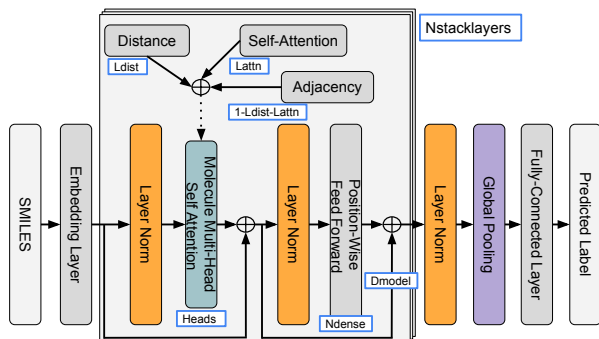 Nstacklayers
Distance
Self-Attention
Ldist
Lattn
Adjacency
1-Ldist-Lattn
SMILES
Embedding Layer
Layer Norm
Molecule Multi-Head
Self Attention
Heads
Layer Norm
Position-Wise
Feed Forward
Ndense
Dmodel
Layer Norm
Global Pooling
Fully-Connected Layer
Predicted Label